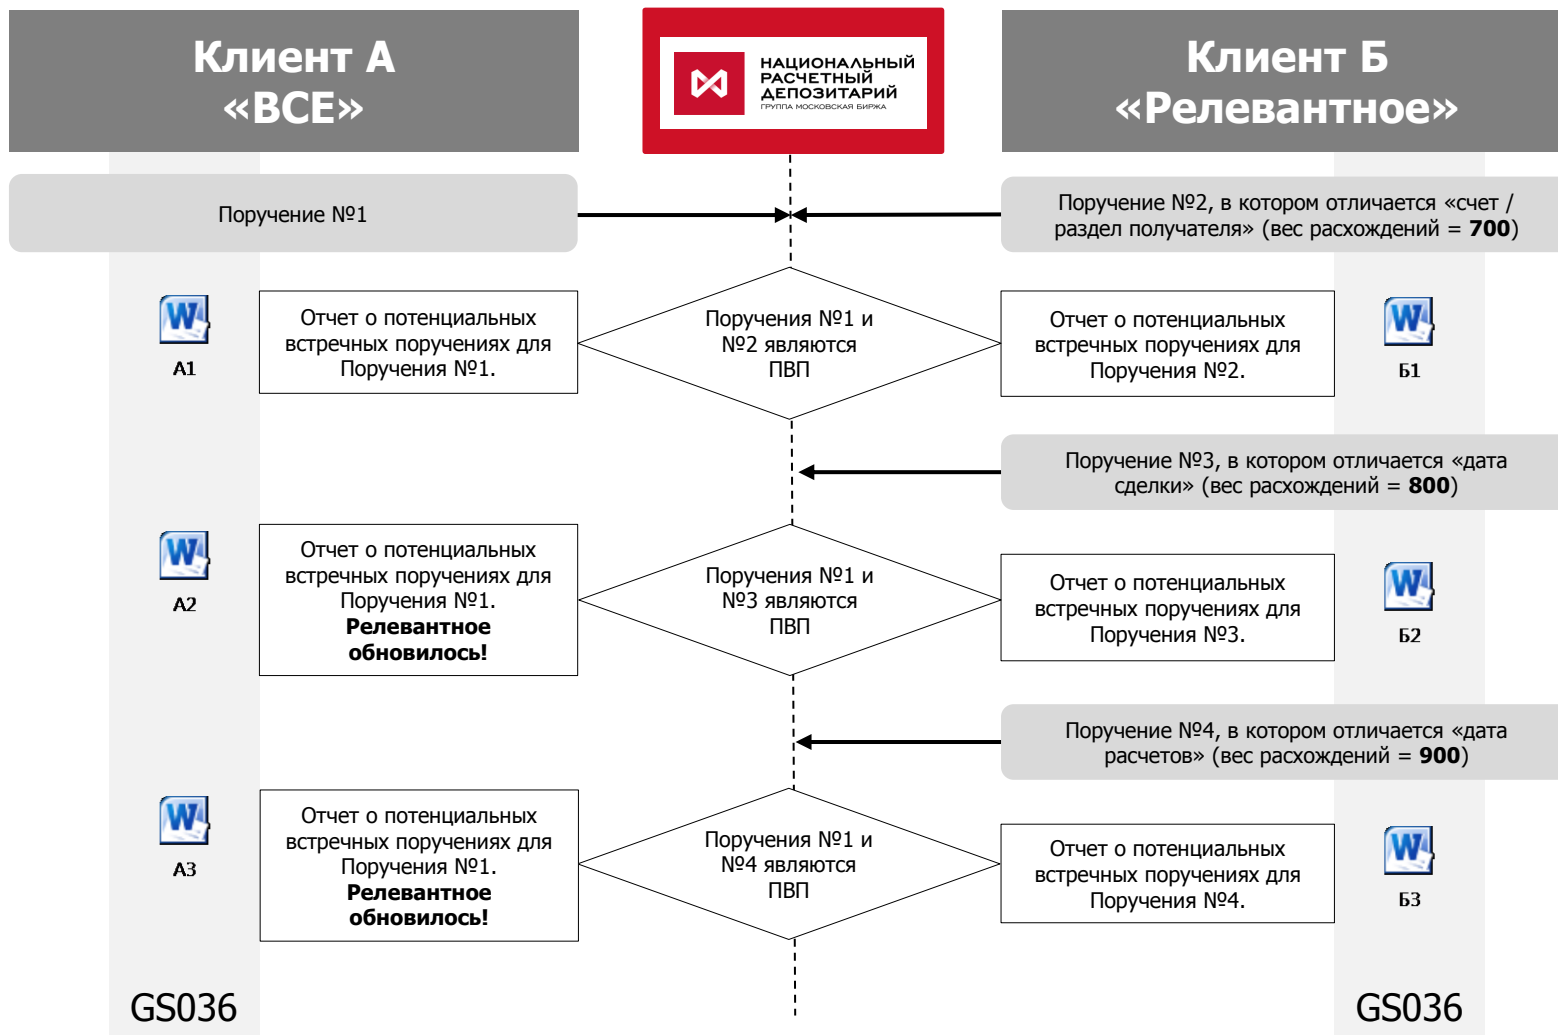 Клиент А
«ВСЕ»
НАЦИОНАЛЬНЫЙ
РАСЧЕТНЫЙ
ДЕПОЗИТАРИЙ
ГРУППА МОСКОВСКАЯ БИРЖА
Клиент Б
«Релевантное»
Поручение №1
Поручение №2, в котором отличается «счет /
раздел получателя» (вес расхождений = 700)
А1
Отчет о потенциальных
встречных поручениях для
Поручения №1.
Поручения №1 и
№2 являются
ПВП
Отчет о потенциальных
встречных поручениях для
Поручения №2.
Б1
Поручение №3, в котором отличается «дата
сделки» (вес расхождений = 800)
А2
Отчет о потенциальных
встречных поручениях для
Поручения №1.
Релевантное
обновилось!
Поручения №1 и
№3 являются
ПВП
Отчет о потенциальных
встречных поручениях для
Поручения №3.
Б2
Поручение №4, в котором отличается «дата
расчетов» (вес расхождений = 900)
А3
Отчет о потенциальных
встречных поручениях для
Поручения №1.
Релевантное
обновилось!
Поручения №1 и
№4 являются
ПВП
Отчет о потенциальных
встречных поручениях для
Поручения №4.
Б3
GS036
GS036